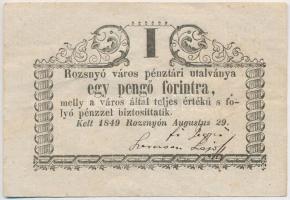 I
Rozsnyó város pénztári utalványa
egy pengő forintra,
melly a város által teljes értékü s fo-
lyó pénzzel biztosíttatik.
Kelt 1849 Rozsnyón Augustus 29.